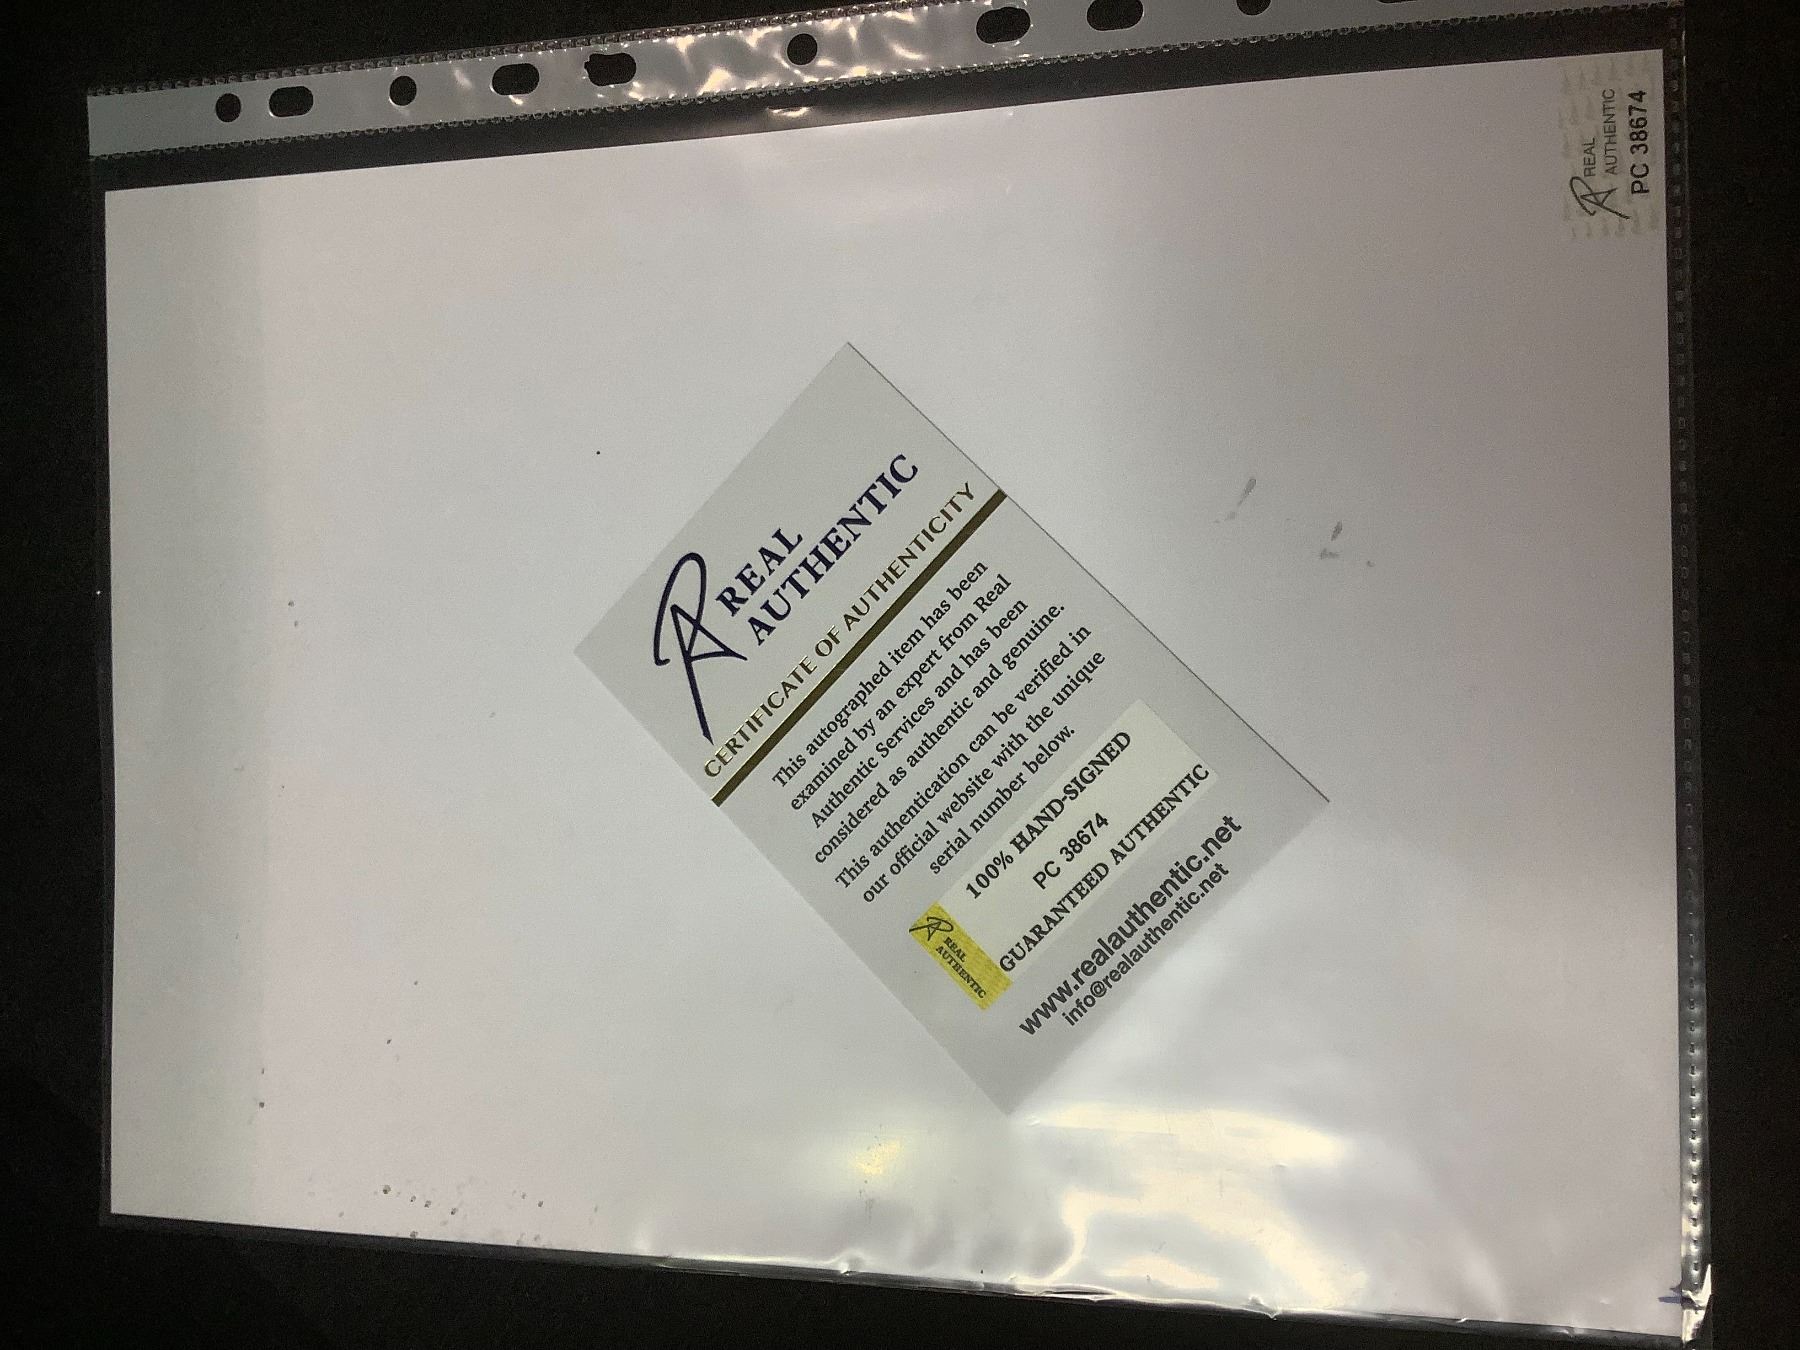 REAL
AUTHENTIC
PC 38674
REAL
AUTHENTIC
CERTIFICATE OF AUTHENTICITY
This autographed item has been
examined by an expert from Real
Authentic Services and has been
considered as authentic and genuine.
This authentication can be verified in
our official website with the unique
serial number below.
REAL
AUTHENTIC
100% HAND-SIGNED
PC 38674
GUARANTEED AUTHENTIC
www.realauthentic.net
info@realauthentic.net